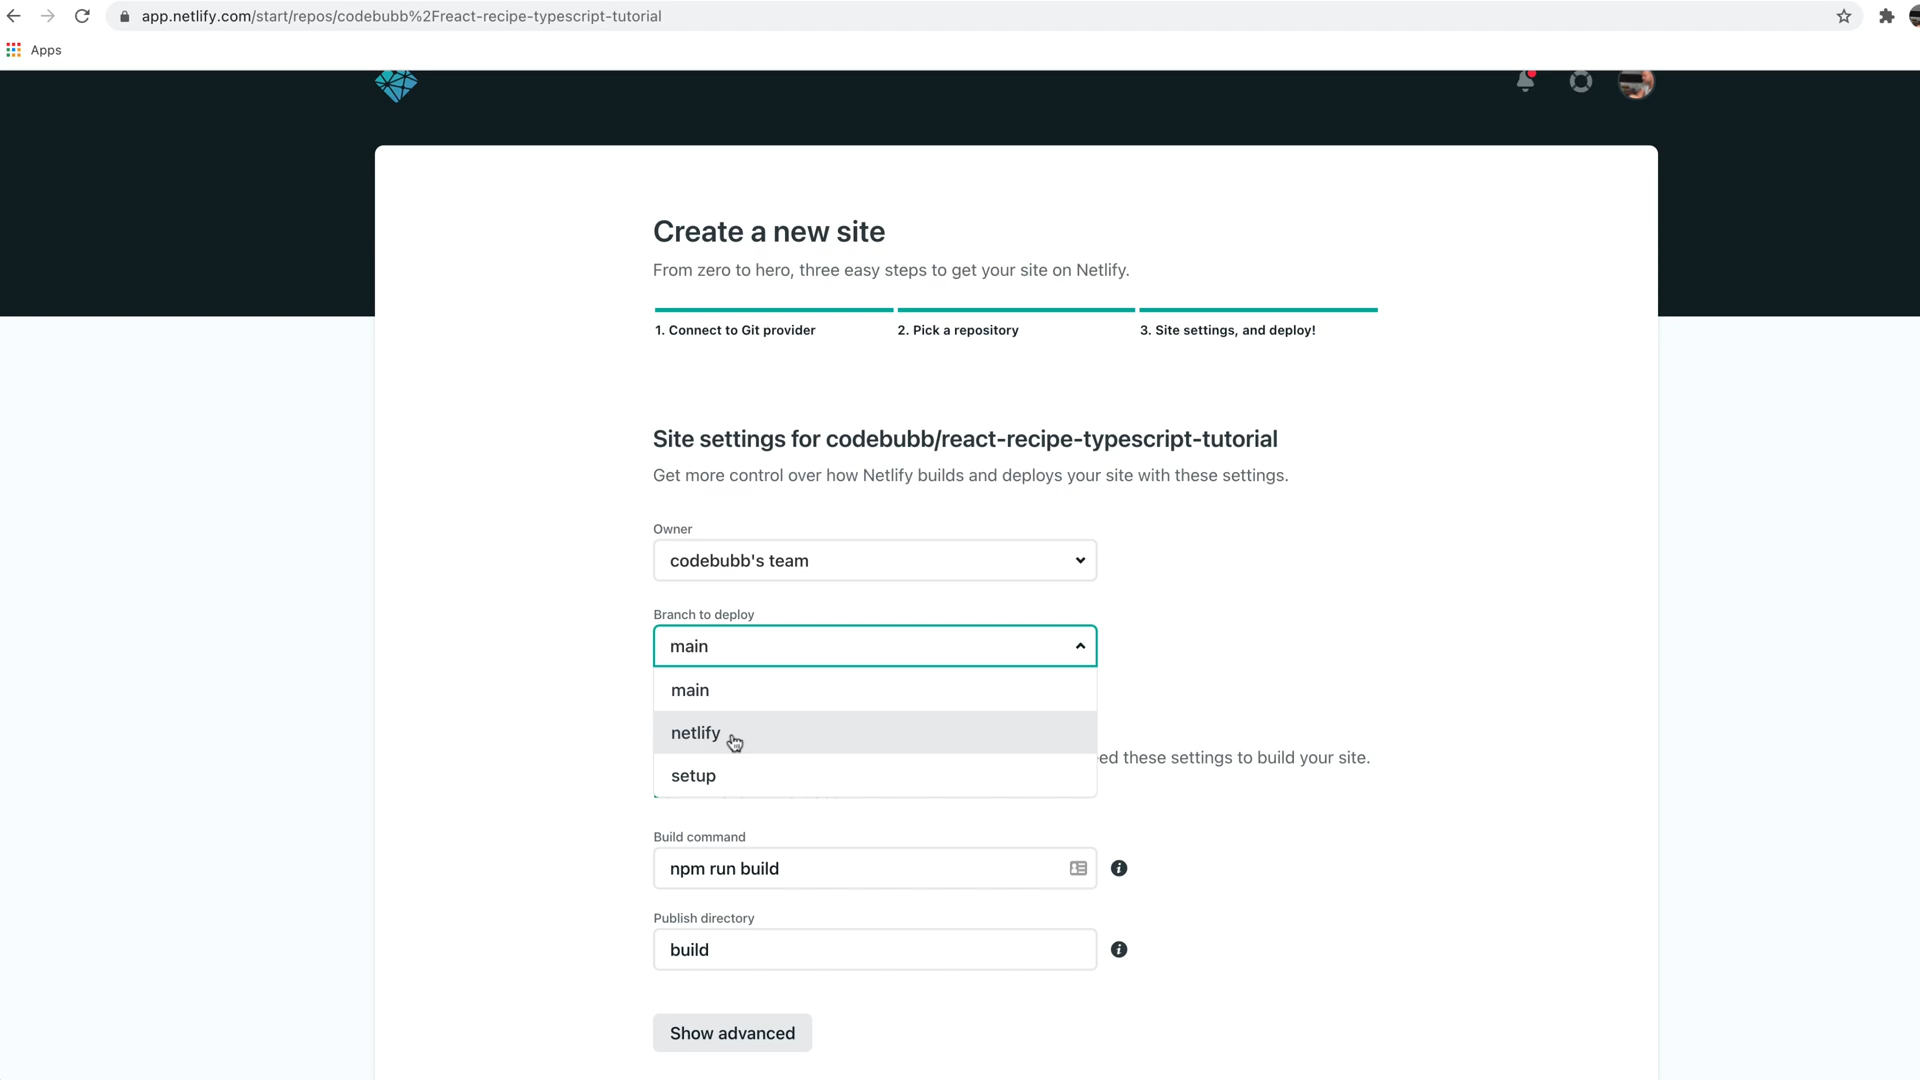 app.netlify.com/start/repos/codebubb%2Freact-recipe-typescript-tutorial
Apps
Create a new site
From zero to hero, three easy steps to get your site on Netlify.
1. Connect to Git provider
2. Pick a repository
3. Site settings, and deploy!
Site settings for codebubb/react-recipe-typescript-tutorial
Get more control over how Netlify builds and deploys your site with these settings.
Owner
codebubb's team
Branch to deploy
main
main
netlify
ed these settings to build your site.
setup
Build command
npm run build
Publish directory
build
Show advanced